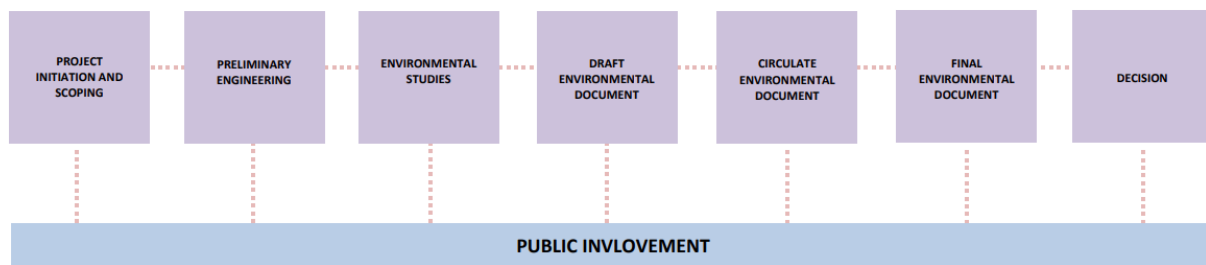 PROJECT
INITIATION AND
SCOPING
PRELIMINARY
ENGINEERING
ENVIRONMENTAL
STUDIES
DRAFT
ENVIRONMENTAL
DOCUMENT
CIRCULATE
ENVIRONMENTAL
DOCUMENT
FINAL
ENVIRONMENTAL
DOCUMENT
DECISION
PUBLIC INVLOVEMENT